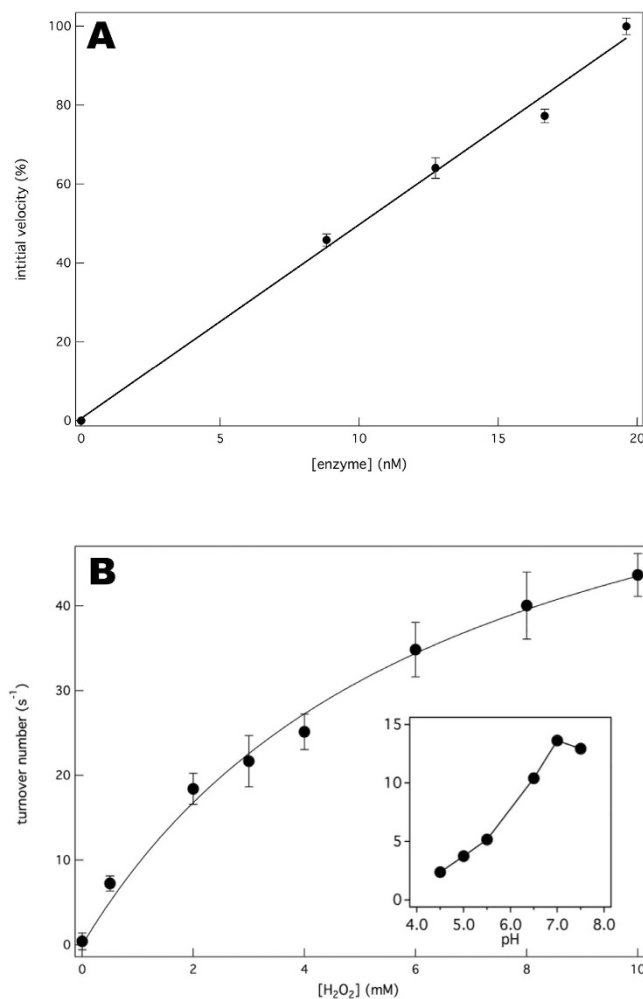 A
100
80
60
40
20
0
intitial velocity (%)
0 5 10 15 20
[enzyme] (nM)
B
40
30
20
10
0
turnover number (s⁻¹)
15
10
5
0
4.0 5.0 6.0 7.0 8.0
pH
0 2 4 6 8 10
[H₂O₂] (mM)